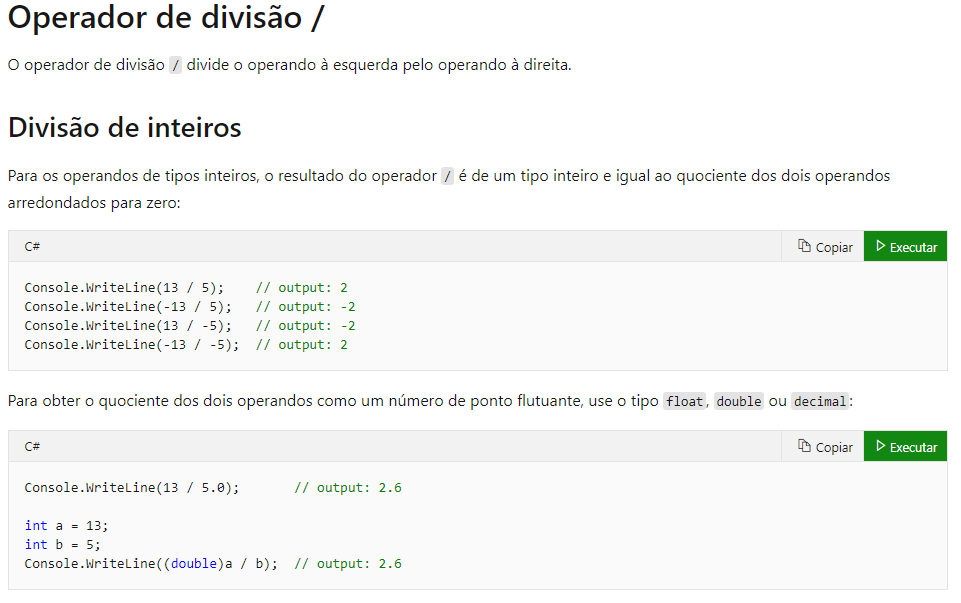 Operador de divisão /
O operador de divisão / divide o operando à esquerda pelo operando à direita.
Divisão de inteiros
Para os operandos de tipos inteiros, o resultado do operador / é de um tipo inteiro e igual ao quociente dos dois operandos
arredondados para zero:
C# Copiar Executar
Console.WriteLine(13 / 5);    // output: 2
Console.WriteLine(-13 / 5);   // output: -2
Console.WriteLine(13 / -5);   // output: -2
Console.WriteLine(-13 / -5);  // output: 2
Para obter o quociente dos dois operandos como um número de ponto flutuante, use o tipo float, double ou decimal:
C# Copiar Executar
Console.WriteLine(13 / 5.0);       // output: 2.6
int a = 13;
int b = 5;
Console.WriteLine((double)a / b);  // output: 2.6